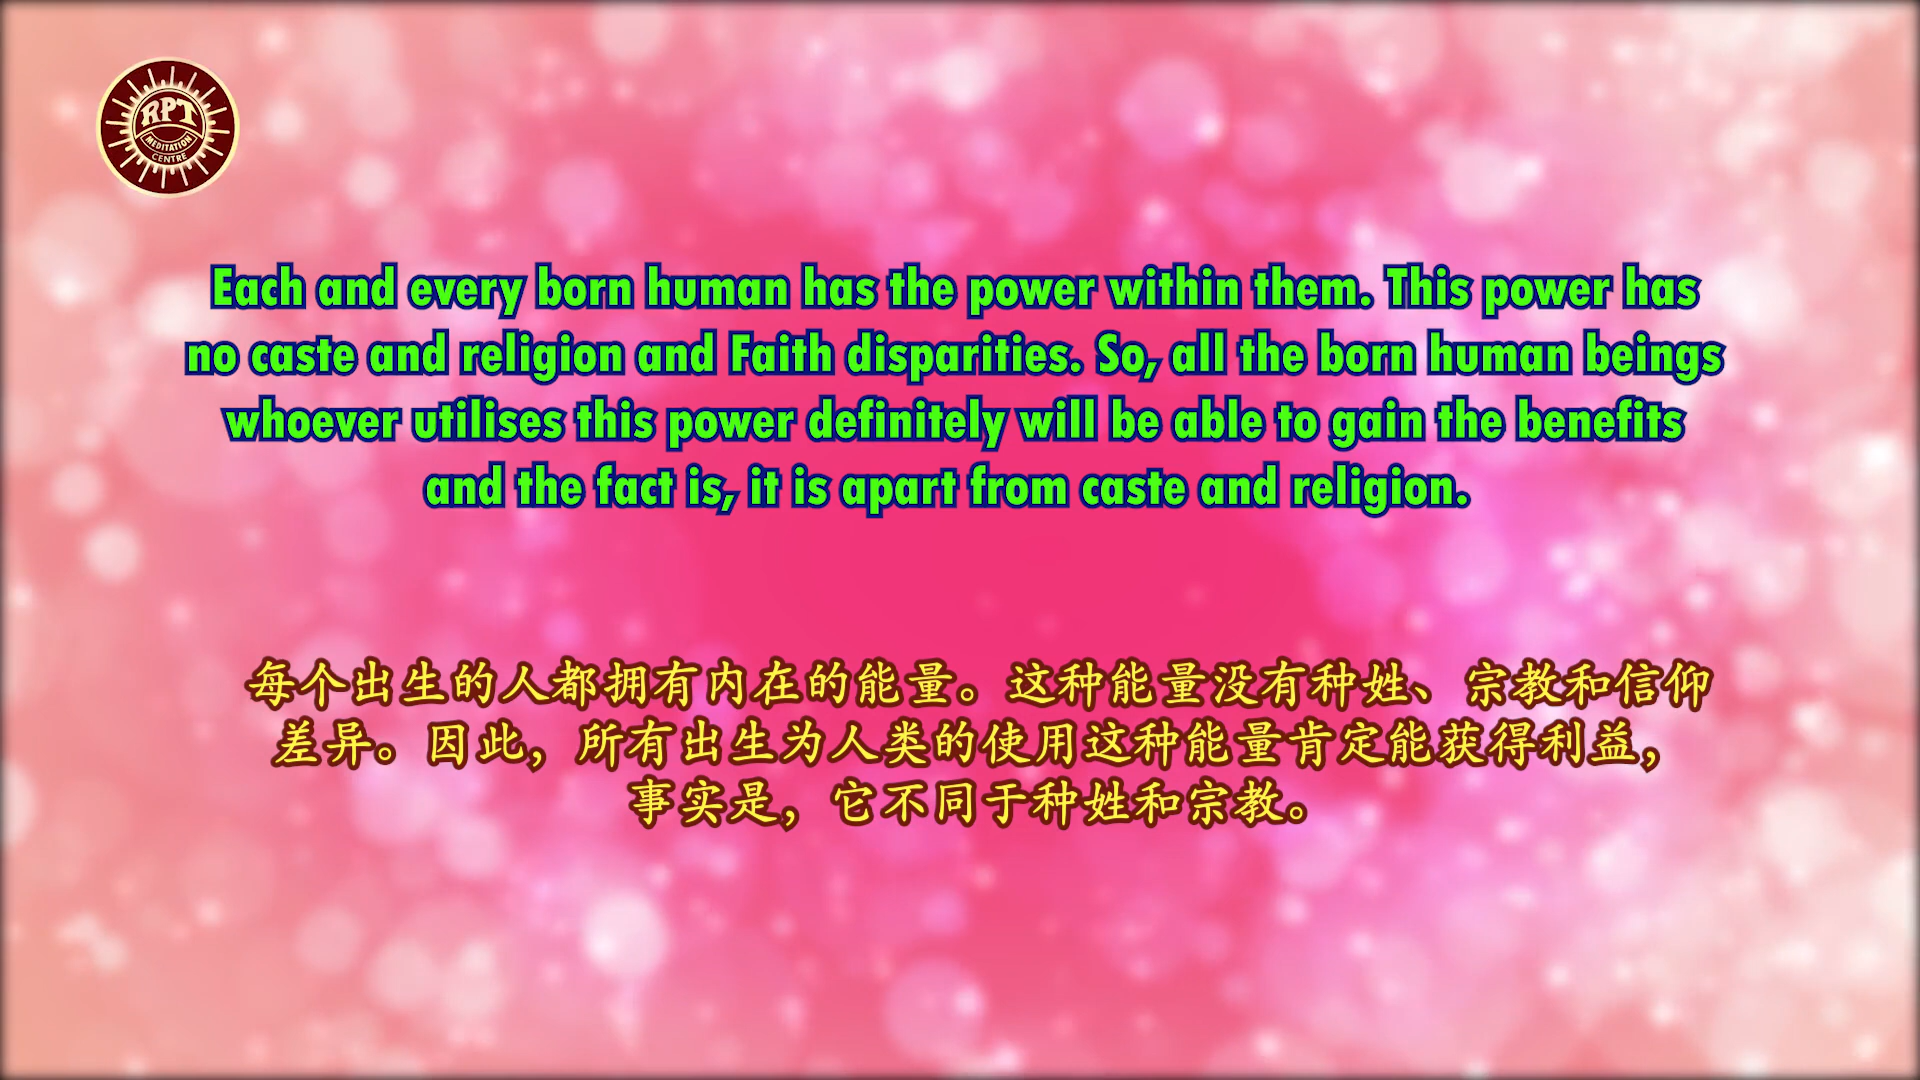 RPT
MEDITATION
CENTRE
Each and every born human has the power within them. This power has
no caste and religion and Faith disparities. So, all the born human beings
whoever utilises this power definitely will be able to gain the benefits
and the fact is, it is apart from caste and religion.
每个出生的人都拥有内在的能量。这种能量没有种姓、宗教和信仰
差异。因此，所有出生为人类的使用这种能量肯定能获得利益，
事实是，它不同于种姓和宗教。